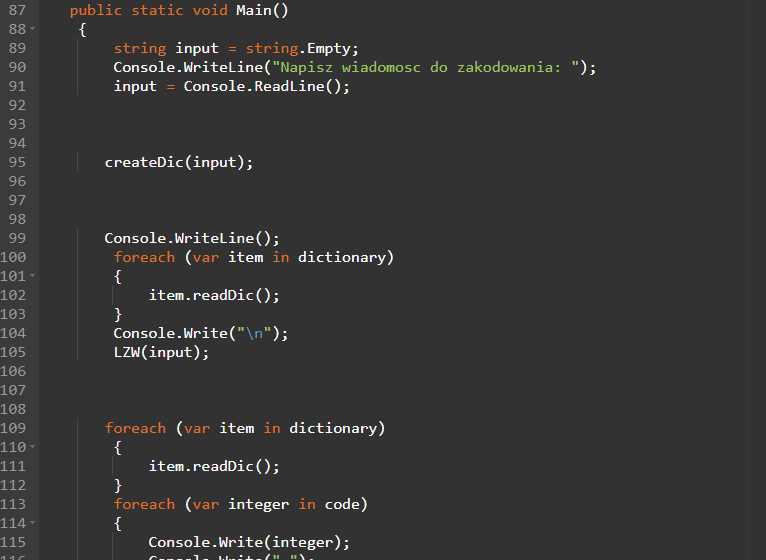 87 public static void Main()
88 {
89 string input = string.Empty;
90 Console.WriteLine("Napisz wiadomosc do zakodowania: ");
91 input = Console.ReadLine();
92
93
94
95 createDic(input);
96
97
98
99 Console.WriteLine();
100 foreach (var item in dictionary)
101 {
102 item.readDic();
103 }
104 Console.Write("\n");
105 LZW(input);
106
107
108
109 foreach (var item in dictionary)
110 {
111 item.readDic();
112 }
113 foreach (var integer in code)
114 {
115 Console.Write(integer);
116